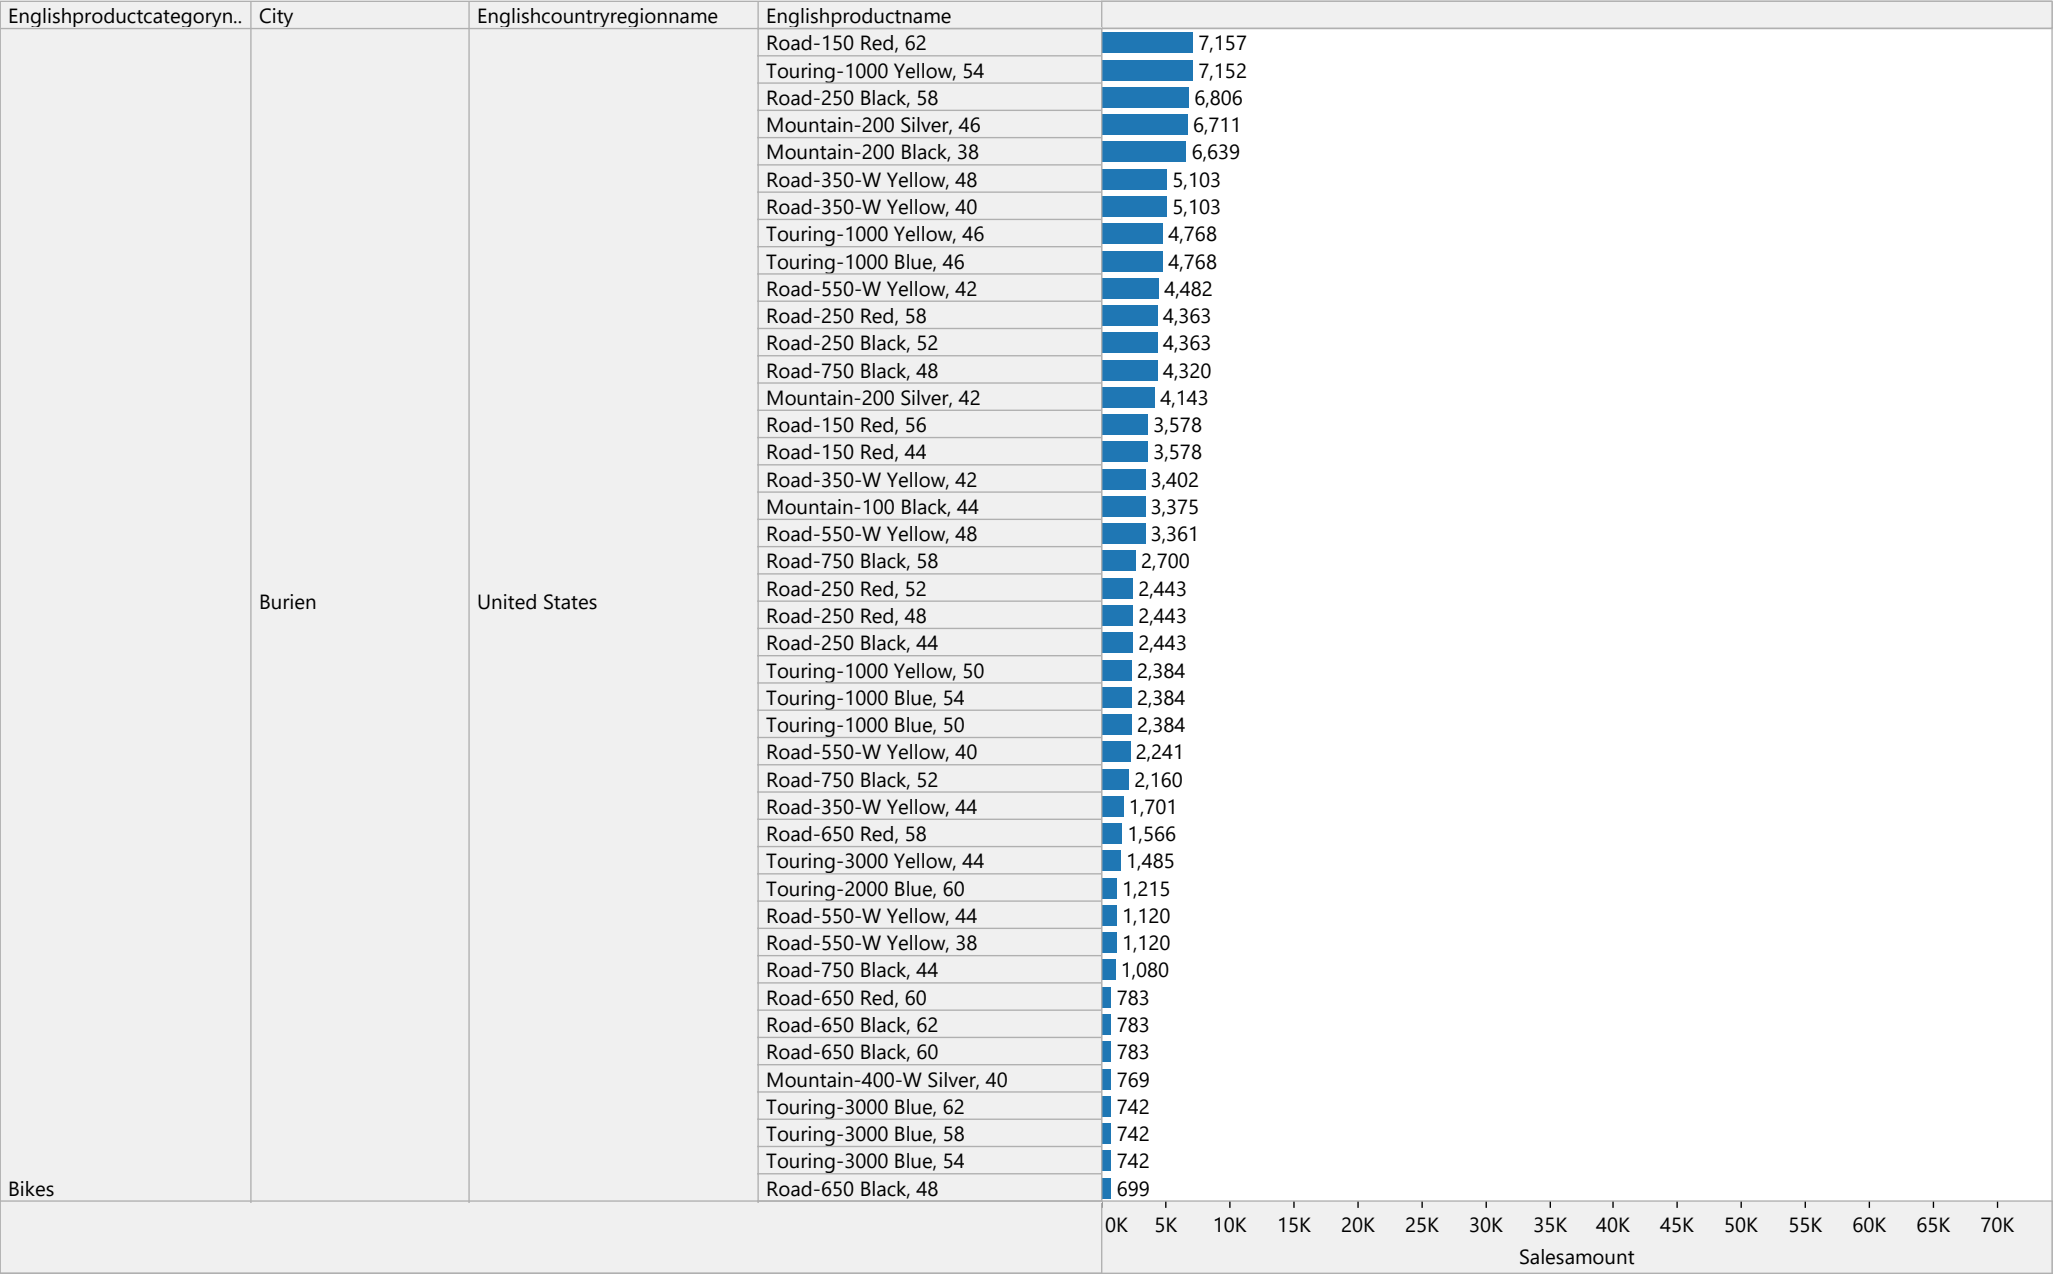 Englishproductcategoryn.. City Englishcountryregionname Englishproductname
Road-150 Red, 62 7,157
Touring-1000 Yellow, 54 7,152
Road-250 Black, 58 6,806
Mountain-200 Silver, 46 6,711
Mountain-200 Black, 38 6,639
Road-350-W Yellow, 48 5,103
Road-350-W Yellow, 40 5,103
Touring-1000 Yellow, 46 4,768
Touring-1000 Blue, 46 4,768
Road-550-W Yellow, 42 4,482
Road-250 Red, 58 4,363
Road-250 Black, 52 4,363
Road-750 Black, 48 4,320
Mountain-200 Silver, 42 4,143
Road-150 Red, 56 3,578
Road-150 Red, 44 3,578
Road-350-W Yellow, 42 3,402
Mountain-100 Black, 44 3,375
Road-550-W Yellow, 48 3,361
Road-750 Black, 58 2,700
Road-250 Red, 52 2,443
Burien United States
Road-250 Red, 48 2,443
Road-250 Black, 44 2,443
Touring-1000 Yellow, 50 2,384
Touring-1000 Blue, 54 2,384
Touring-1000 Blue, 50 2,384
Road-550-W Yellow, 40 2,241
Road-750 Black, 52 2,160
Road-350-W Yellow, 44 1,701
Road-650 Red, 58 1,566
Touring-3000 Yellow, 44 1,485
Touring-2000 Blue, 60 1,215
Road-550-W Yellow, 44 1,120
Road-550-W Yellow, 38 1,120
Road-750 Black, 44 1,080
Road-650 Red, 60 783
Road-650 Black, 62 783
Road-650 Black, 60 783
Mountain-400-W Silver, 40 769
Touring-3000 Blue, 62 742
Touring-3000 Blue, 58 742
Touring-3000 Blue, 54 742
Bikes Road-650 Black, 48 699
0K 5K 10K 15K 20K 25K 30K 35K 40K 45K 50K 55K 60K 65K 70K
Salesamount